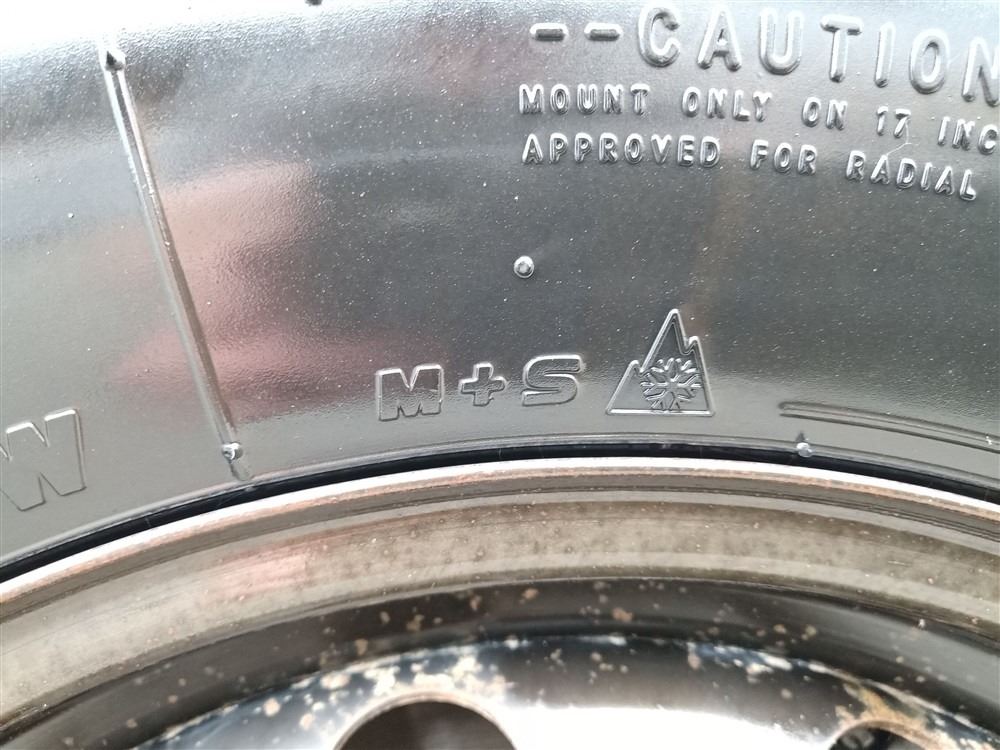 --CAUTION
MOUNT ONLY ON 17 INC
APPROVED FOR RADIAL
M+S
W